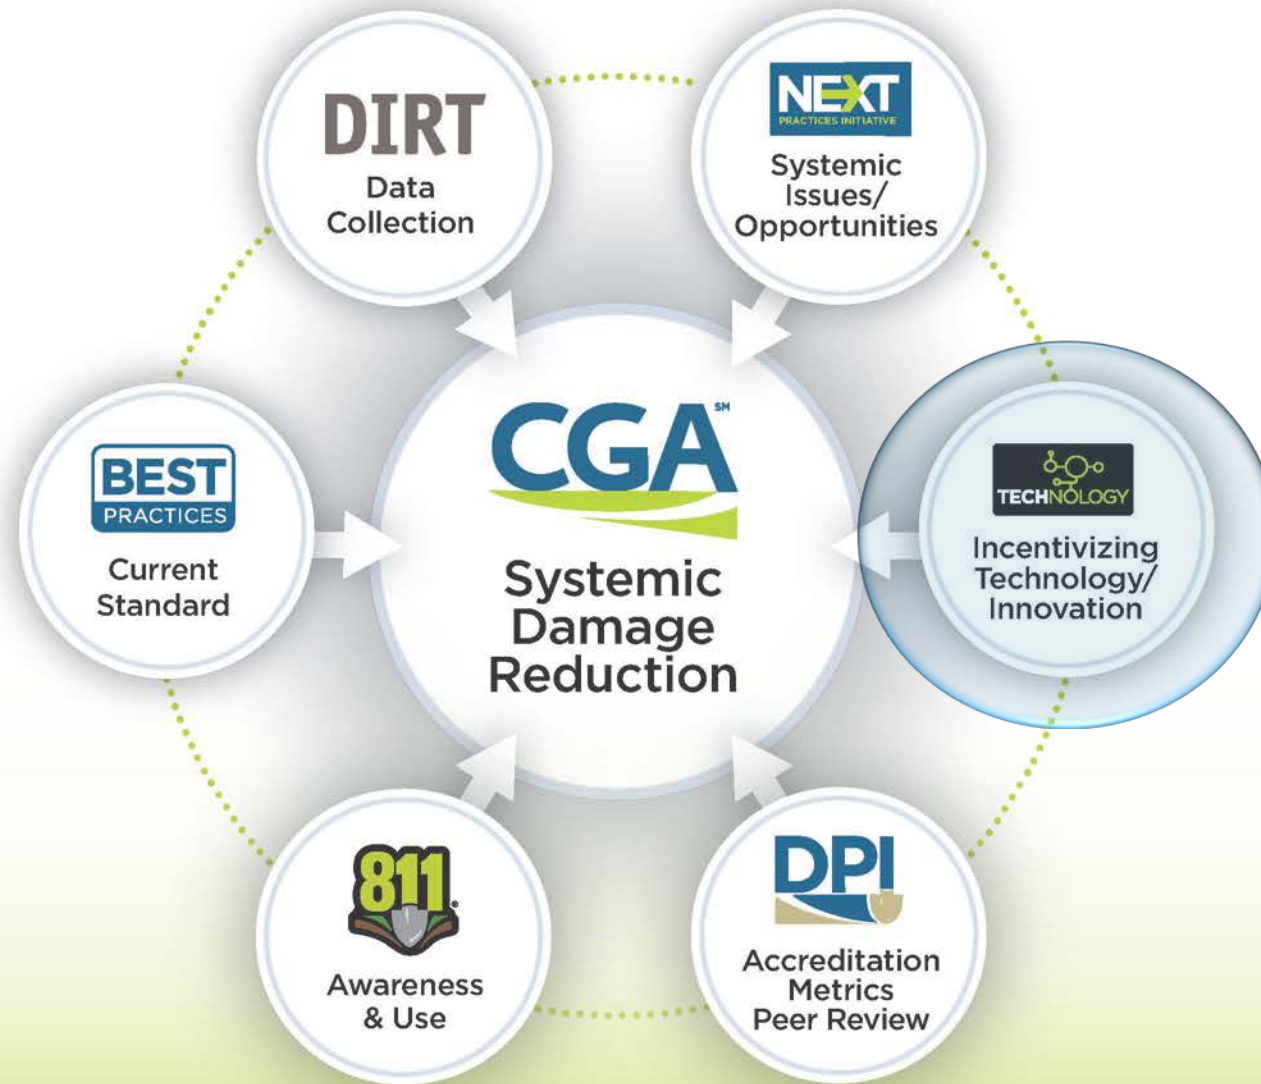 DIRT
Data
Collection
NEXT
PRACTICES INITIATIVE
Systemic
Issues/
Opportunities
BEST
PRACTICES
Current
Standard
CGA SM
Systemic
Damage
Reduction
TECHNOLOGY
Incentivizing
Technology/
Innovation
811®
Awareness
& Use
DPI
Accreditation
Metrics
Peer Review